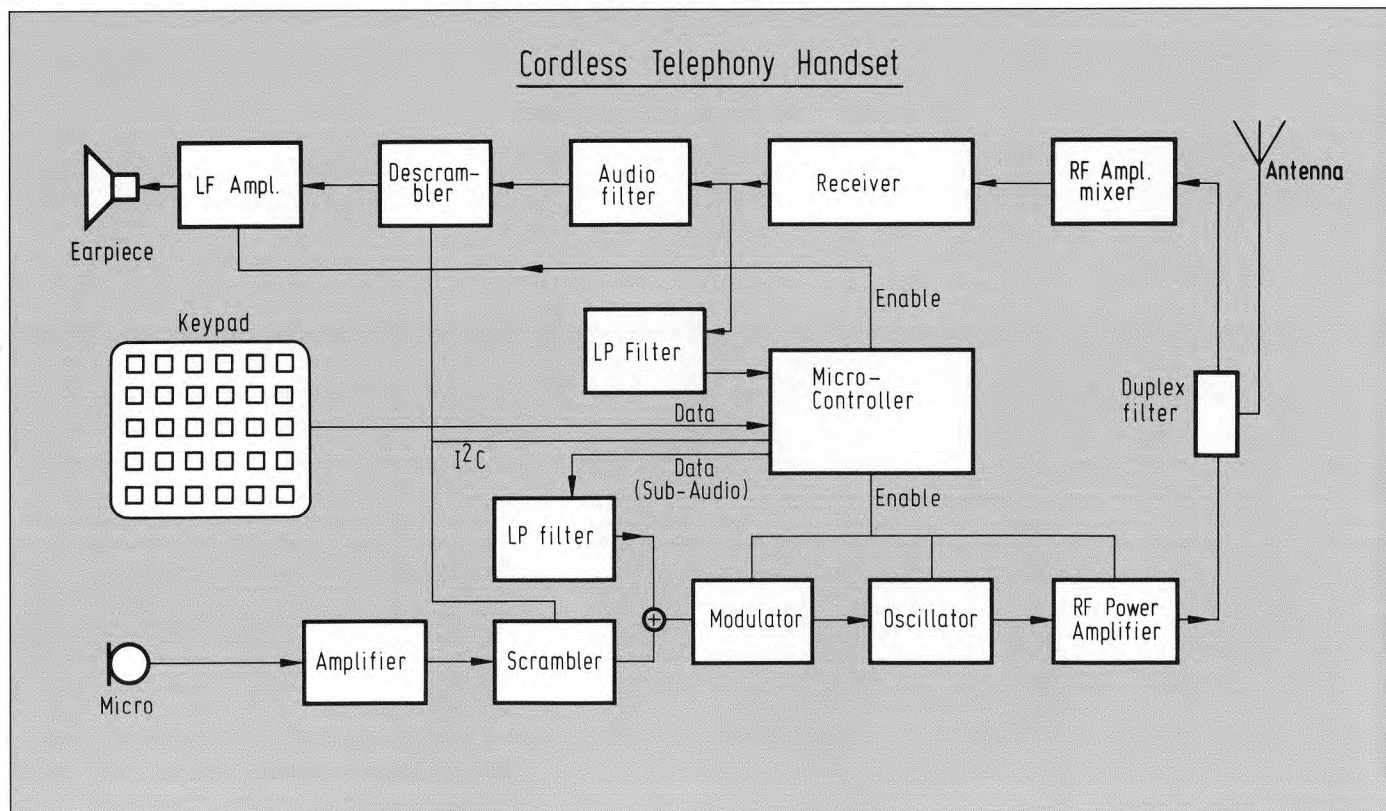 Cordless Telephony Handset
LF Ampl.
Descram-
bler
Audio
filter
Receiver
RF Ampl.
mixer
Antenna
Earpiece
Enable
Keypad
LP Filter
Micro-
Controller
Duplex
filter
Data
I²C
Data
(Sub-Audio)
Enable
LP filter
Modulator
Oscillator
RF Power
Amplifier
Amplifier
Scrambler
Micro